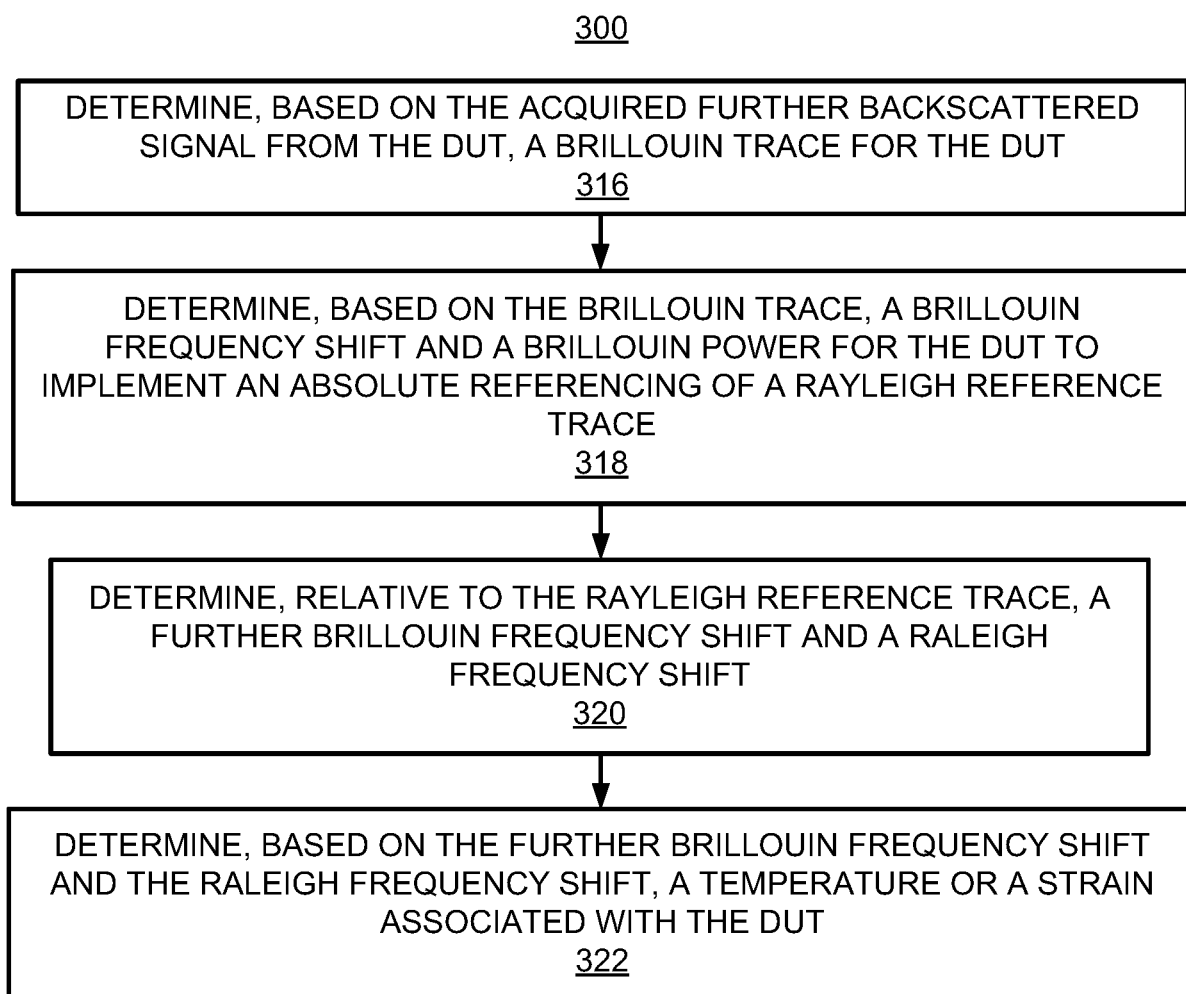 300
DETERMINE, BASED ON THE ACQUIRED FURTHER BACKSCATTERED
SIGNAL FROM THE DUT, A BRILLOUIN TRACE FOR THE DUT
316
DETERMINE, BASED ON THE BRILLOUIN TRACE, A BRILLOUIN
FREQUENCY SHIFT AND A BRILLOUIN POWER FOR THE DUT TO
IMPLEMENT AN ABSOLUTE REFERENCING OF A RAYLEIGH REFERENCE
TRACE
318
DETERMINE, RELATIVE TO THE RAYLEIGH REFERENCE TRACE, A
FURTHER BRILLOUIN FREQUENCY SHIFT AND A RALEIGH
FREQUENCY SHIFT
320
DETERMINE, BASED ON THE FURTHER BRILLOUIN FREQUENCY SHIFT
AND THE RALEIGH FREQUENCY SHIFT, A TEMPERATURE OR A STRAIN
ASSOCIATED WITH THE DUT
322